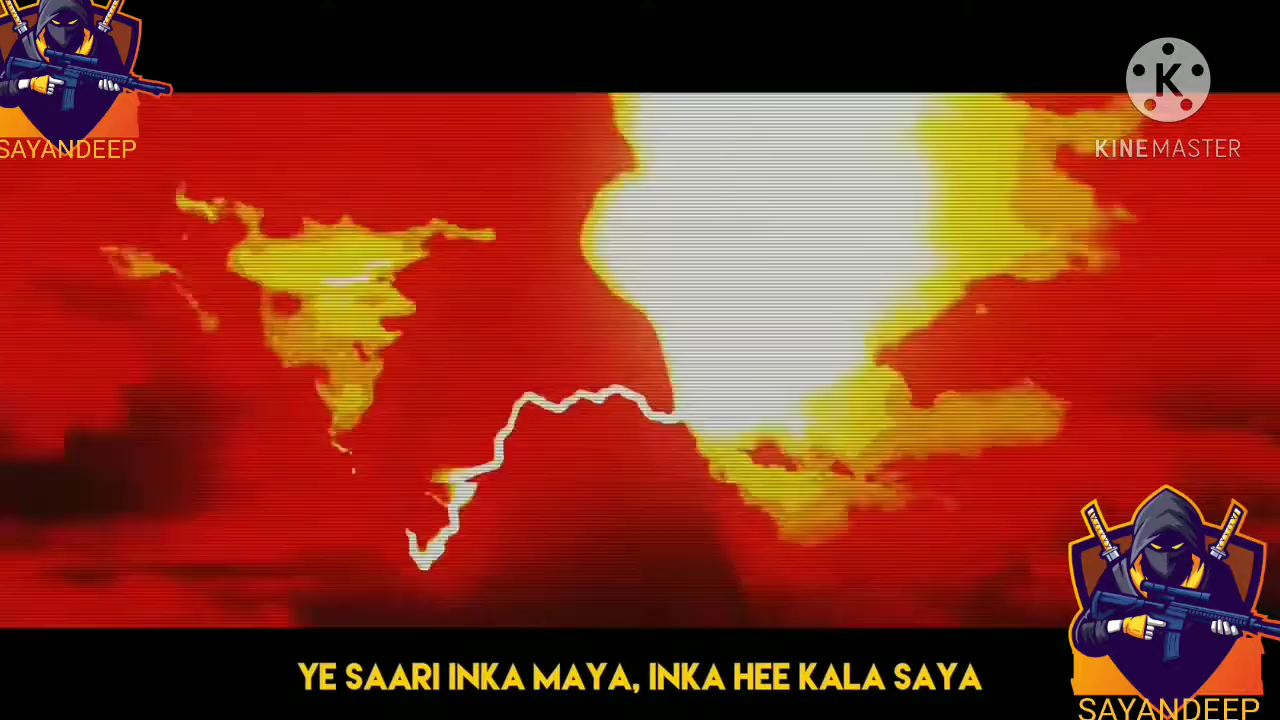 K
KINEMASTER
SAYANDEEP
YE SAARI INKA MAYA, INKA HEE KALA SAYA
SAYANDEEP